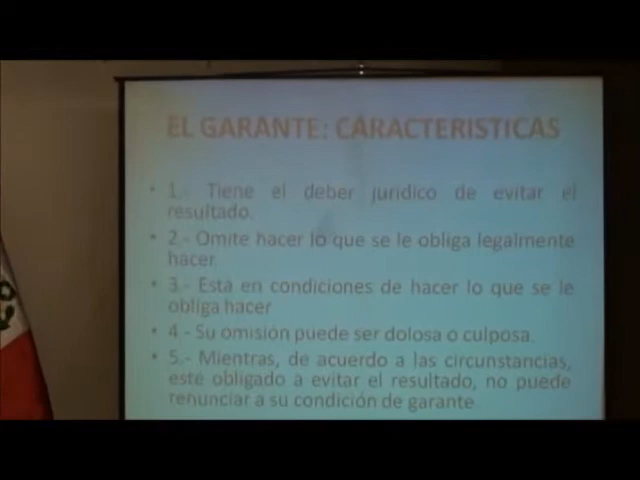 EL GARANTE: CARACTERISTICAS
• 1.- Tiene el deber juridico de evitar el
resultado.
• 2.- Omite hacer lo que se le obliga legalmente
hacer.
• 3.- Esta en condiciones de hacer lo que se le
obliga hacer
• 4.- Su omisión puede ser dolosa o culposa.
• 5.- Mientras, de acuerdo a las circunstancias,
este obligado a evitar el resultado, no puede
renunciar a su condición de garante